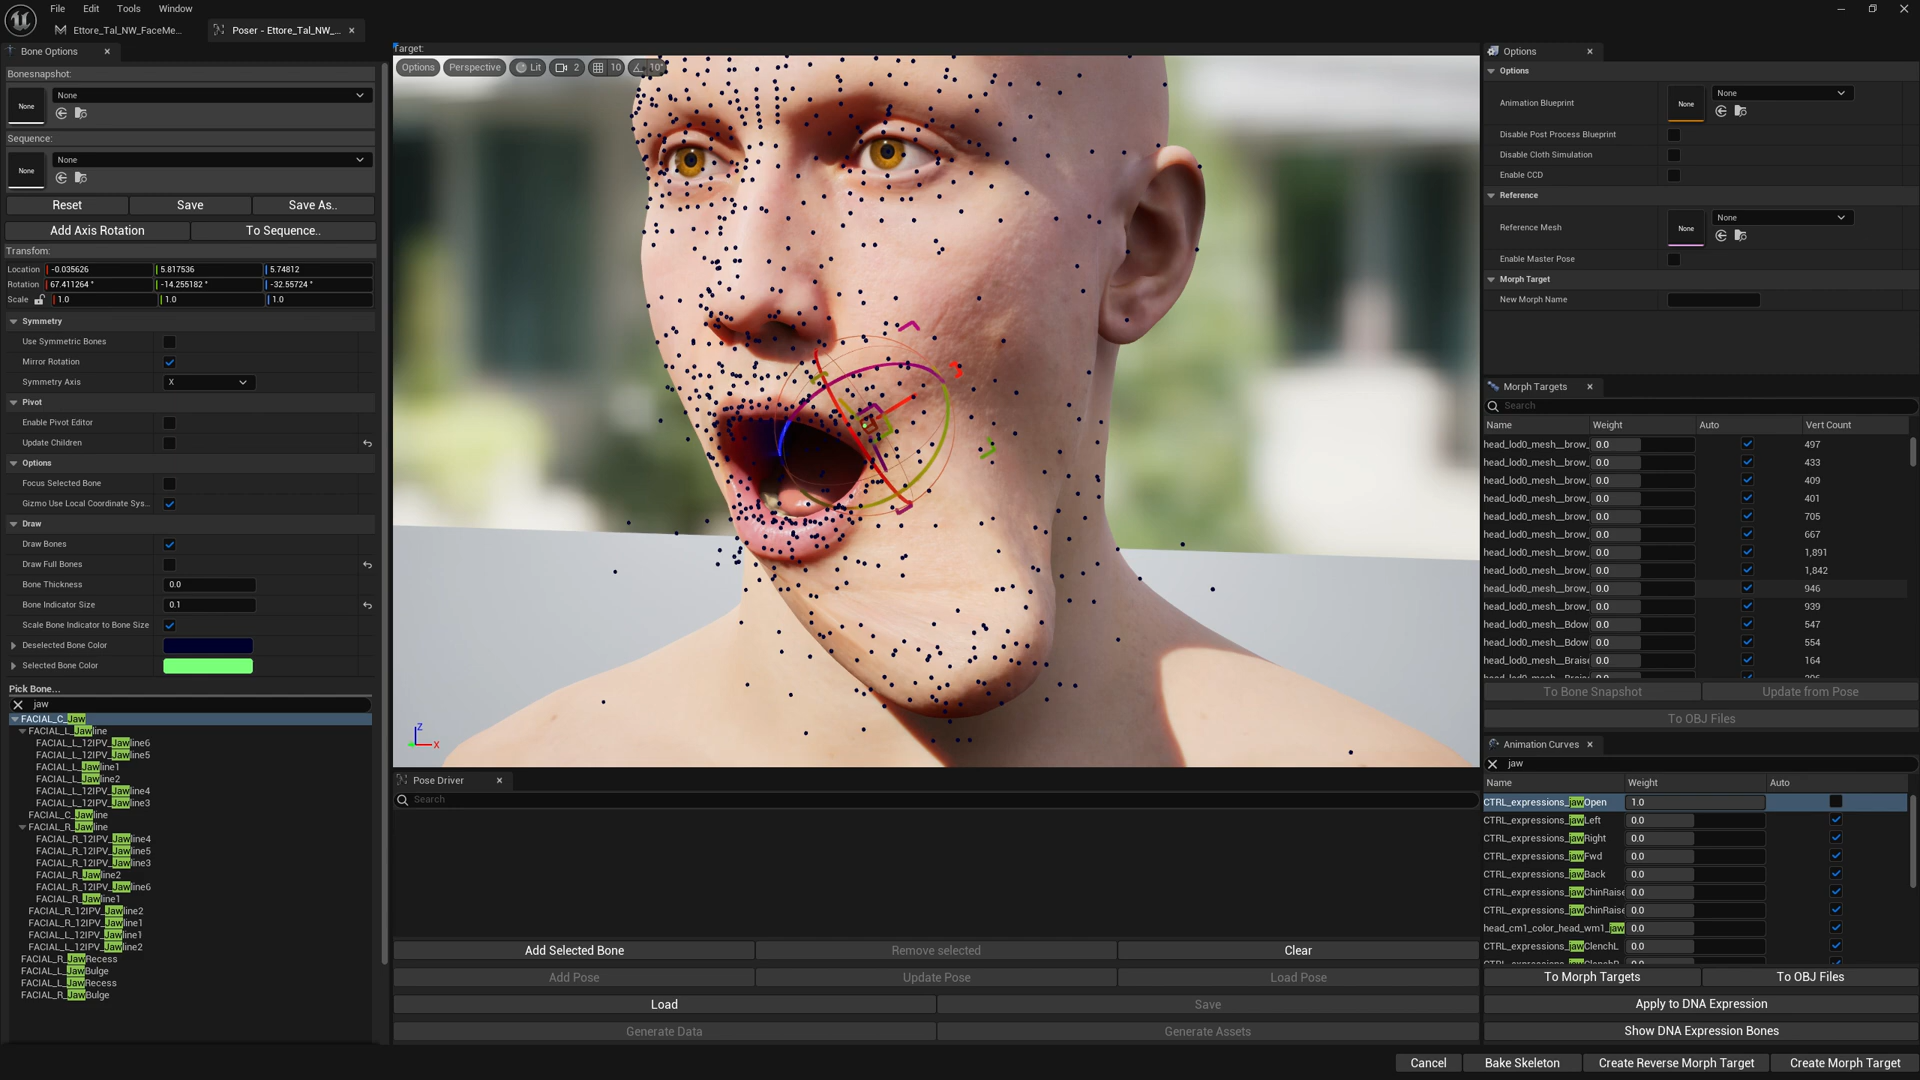 File Edit Tools Window
Ettore_Tal_NW_FaceMe...
Poser - Ettore_Tal_NW_...
Bone Options
Bonesnapshot:
None
None
Sequence:
None
None
Reset Save Save As..
Add Axis Rotation To Sequence..
Transform:
Location -0.035626 5.817536 5.74812
Rotation 67.411264 ° -14.255182 ° -32.55724 °
Scale 1.0 1.0 1.0
Symmetry
Use Symmetric Bones
Mirror Rotation
Symmetry Axis X
Pivot
Enable Pivot Editor
Update Children
Options
Focus Selected Bone
Gizmo Use Local Coordinate Sys...
Draw
Draw Bones
Draw Full Bones
Bone Thickness 0.0
Bone Indicator Size 0.1
Scale Bone Indicator to Bone Size
Deselected Bone Color
Selected Bone Color
Pick Bone...
jaw
FACIAL_C_Jaw
FACIAL_L_Jawline
FACIAL_L_12IPV_Jawline6
FACIAL_L_12IPV_Jawline5
FACIAL_L_Jawline1
FACIAL_L_Jawline2
FACIAL_L_12IPV_Jawline4
FACIAL_L_12IPV_Jawline3
FACIAL_C_Jawline
FACIAL_R_Jawline
FACIAL_R_12IPV_Jawline4
FACIAL_R_12IPV_Jawline5
FACIAL_R_12IPV_Jawline3
FACIAL_R_Jawline2
FACIAL_R_12IPV_Jawline6
FACIAL_R_Jawline1
FACIAL_R_12IPV_Jawline2
FACIAL_R_12IPV_Jawline1
FACIAL_L_12IPV_Jawline1
FACIAL_L_12IPV_Jawline2
FACIAL_R_JawRecess
FACIAL_L_JawBulge
FACIAL_L_JawRecess
FACIAL_R_JawBulge
Target:
Options Perspective Lit 2 10 10°
Z
X
Pose Driver
Search
Add Selected Bone Remove selected Clear
Add Pose Update Pose Load Pose
Load Save
Generate Data Generate Assets
Options
Options
Animation Blueprint None None
Disable Post Process Blueprint
Disable Cloth Simulation
Enable CCD
Reference
Reference Mesh None None
Enable Master Pose
Morph Target
New Morph Name
Morph Targets
Search
Name Weight Auto Vert Count
head_lod0_mesh__brow_ 0.0 497
head_lod0_mesh__brow_ 0.0 433
head_lod0_mesh__brow_ 0.0 409
head_lod0_mesh__brow_ 0.0 401
head_lod0_mesh__brow_ 0.0 705
head_lod0_mesh__brow_ 0.0 667
head_lod0_mesh__brow_ 0.0 1,891
head_lod0_mesh__brow_ 0.0 1,842
head_lod0_mesh__brow_ 0.0 946
head_lod0_mesh__brow_ 0.0 939
head_lod0_mesh__Bdow 0.0 547
head_lod0_mesh__Bdow 0.0 554
head_lod0_mesh__Braise 0.0 164
To Bone Snapshot Update from Pose
To OBJ Files
Animation Curves
jaw
Name Weight Auto
CTRL_expressions_jawOpen 1.0
CTRL_expressions_jawLeft 0.0
CTRL_expressions_jawRight 0.0
CTRL_expressions_jawFwd 0.0
CTRL_expressions_jawBack 0.0
CTRL_expressions_jawChinRaise 0.0
CTRL_expressions_jawChinRaise 0.0
head_cm1_color_head_wm1_jaw 0.0
CTRL_expressions_jawClenchL 0.0
To Morph Targets To OBJ Files
Apply to DNA Expression
Show DNA Expression Bones
Cancel Bake Skeleton Create Reverse Morph Target Create Morph Target